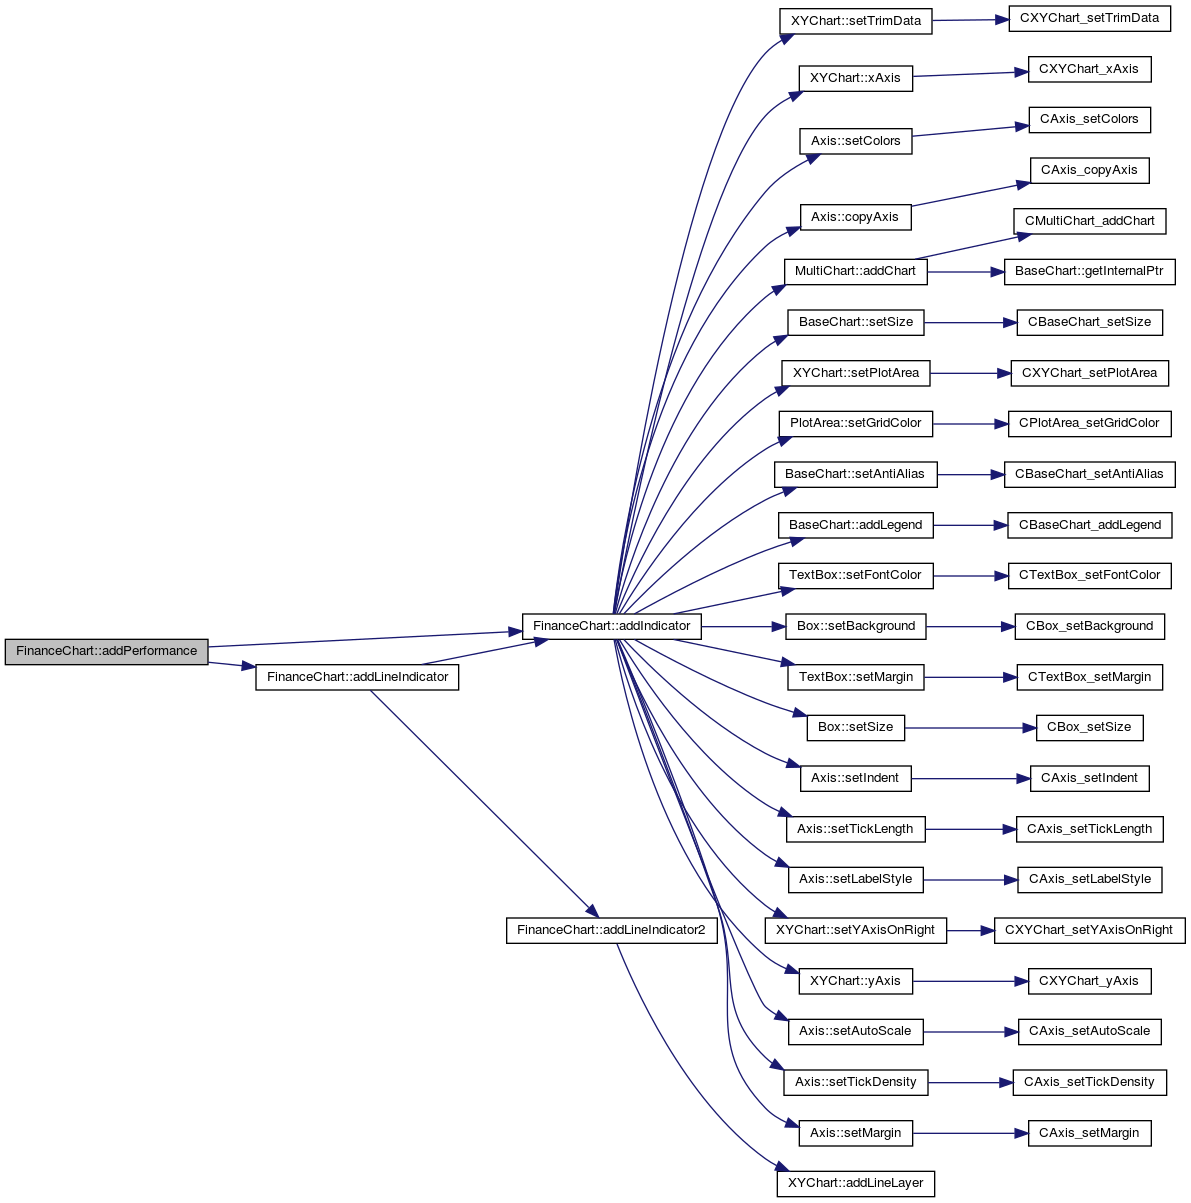 XYChart::setTrimData
CXYChart_setTrimData
XYChart::xAxis
CXYChart_xAxis
Axis::setColors
CAxis_setColors
Axis::copyAxis
CAxis_copyAxis
MultiChart::addChart
CMultiChart_addChart
BaseChart::getInternalPtr
BaseChart::setSize
CBaseChart_setSize
XYChart::setPlotArea
CXYChart_setPlotArea
PlotArea::setGridColor
CPlotArea_setGridColor
BaseChart::setAntiAlias
CBaseChart_setAntiAlias
BaseChart::addLegend
CBaseChart_addLegend
TextBox::setFontColor
CTextBox_setFontColor
FinanceChart::addPerformance
FinanceChart::addLineIndicator
FinanceChart::addIndicator
Box::setBackground
CBox_setBackground
TextBox::setMargin
CTextBox_setMargin
Box::setSize
CBox_setSize
Axis::setIndent
CAxis_setIndent
Axis::setTickLength
CAxis_setTickLength
Axis::setLabelStyle
CAxis_setLabelStyle
FinanceChart::addLineIndicator2
XYChart::setYAxisOnRight
CXYChart_setYAxisOnRight
XYChart::yAxis
CXYChart_yAxis
Axis::setAutoScale
CAxis_setAutoScale
Axis::setTickDensity
CAxis_setTickDensity
Axis::setMargin
CAxis_setMargin
XYChart::addLineLayer